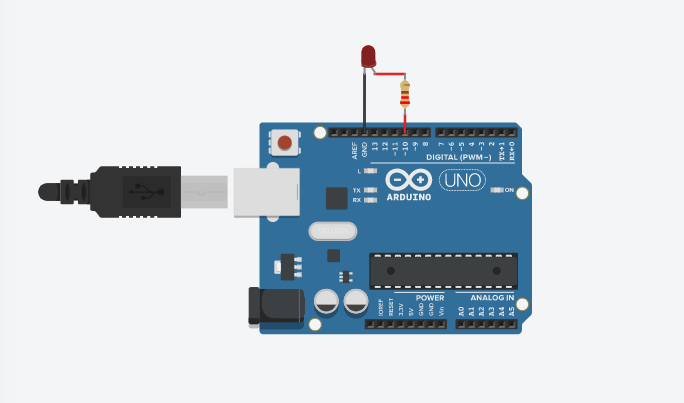 AREF
GND
13
12
~11
~10
~9
8
7
~6
~5
4
~3
2
TX→1
RX←0
DIGITAL (PWM~)
L
TX
RX
ARDUINO
UNO
ON
POWER
ANALOG IN
IOREF
RESET
3.3V
5V
GND
GND
Vin
A0
A1
A2
A3
A4
A5